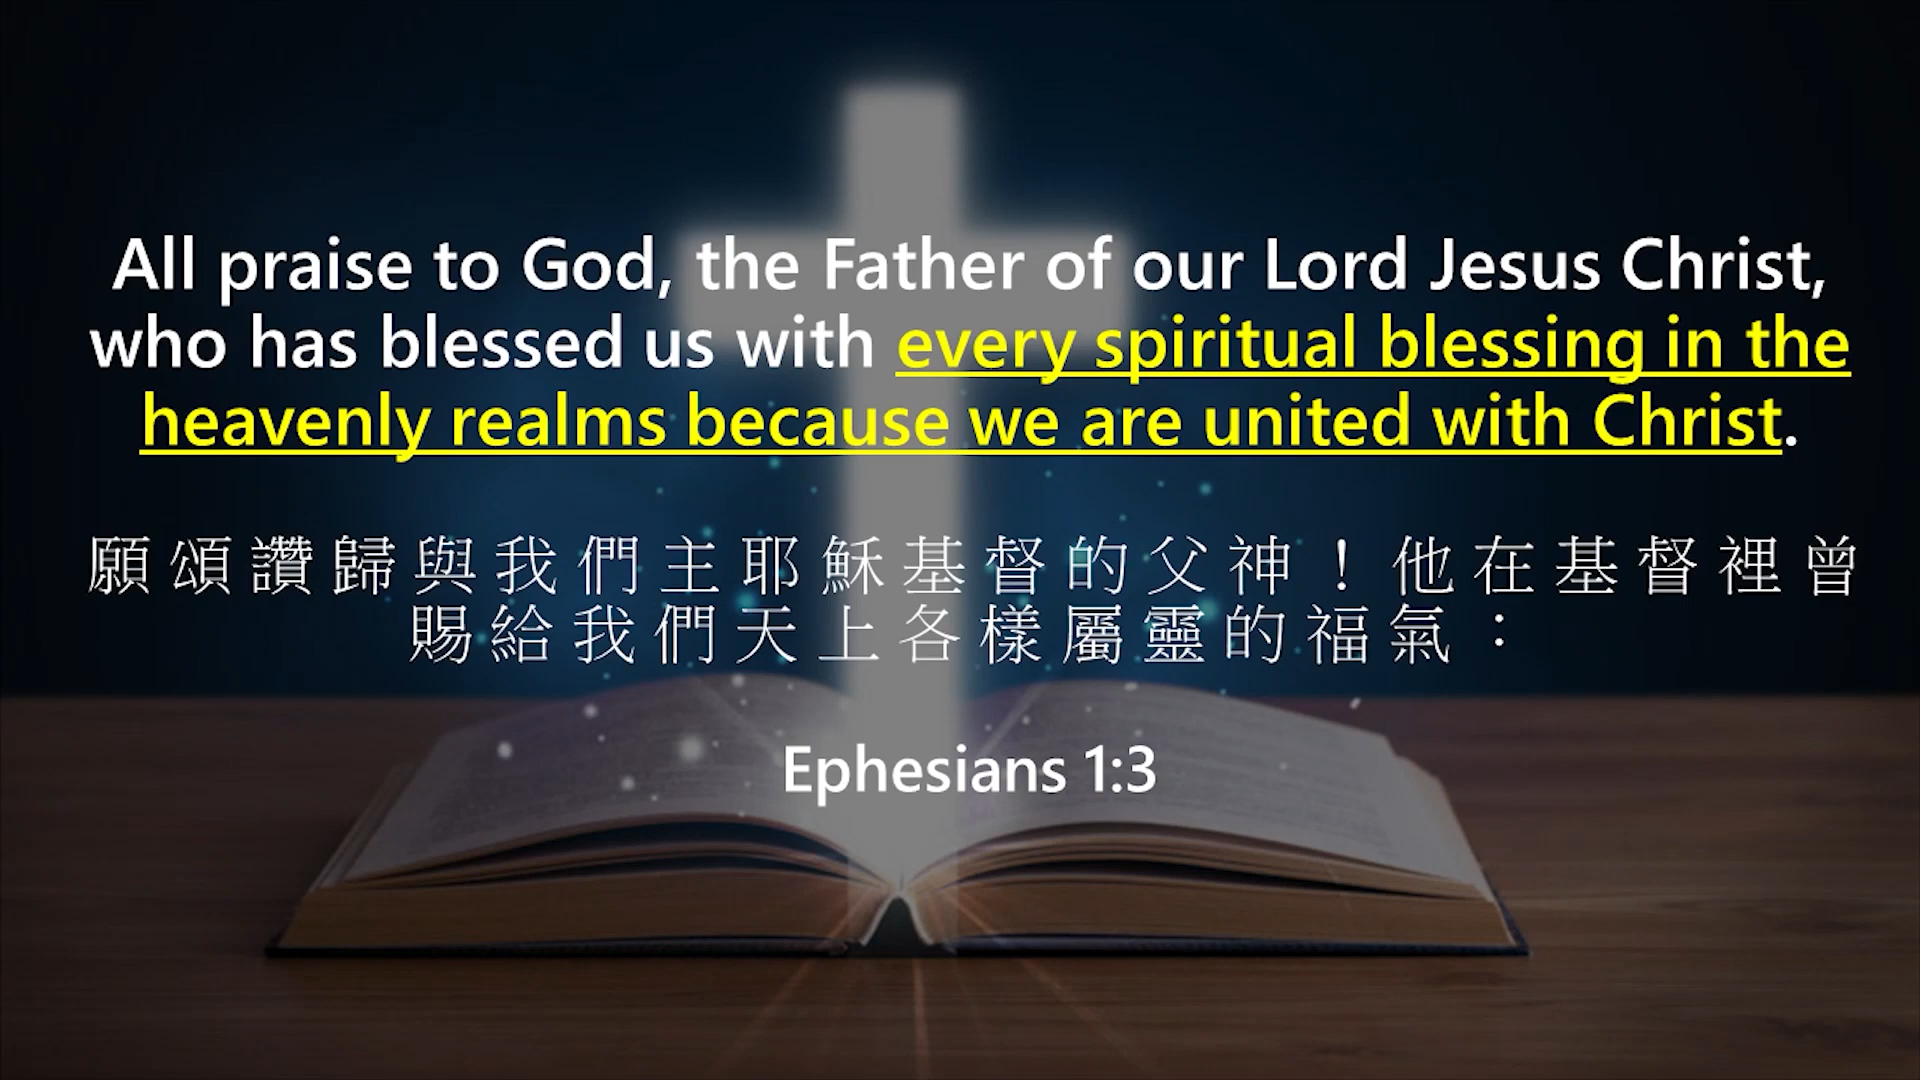 All praise to God, the Father of our Lord Jesus Christ,
who has blessed us with every spiritual blessing in the
heavenly realms because we are united with Christ.
願頌讚歸與我們主耶穌基督的父神！他在基督裡曾
賜給我們天上各樣屬靈的福氣：
Ephesians 1:3